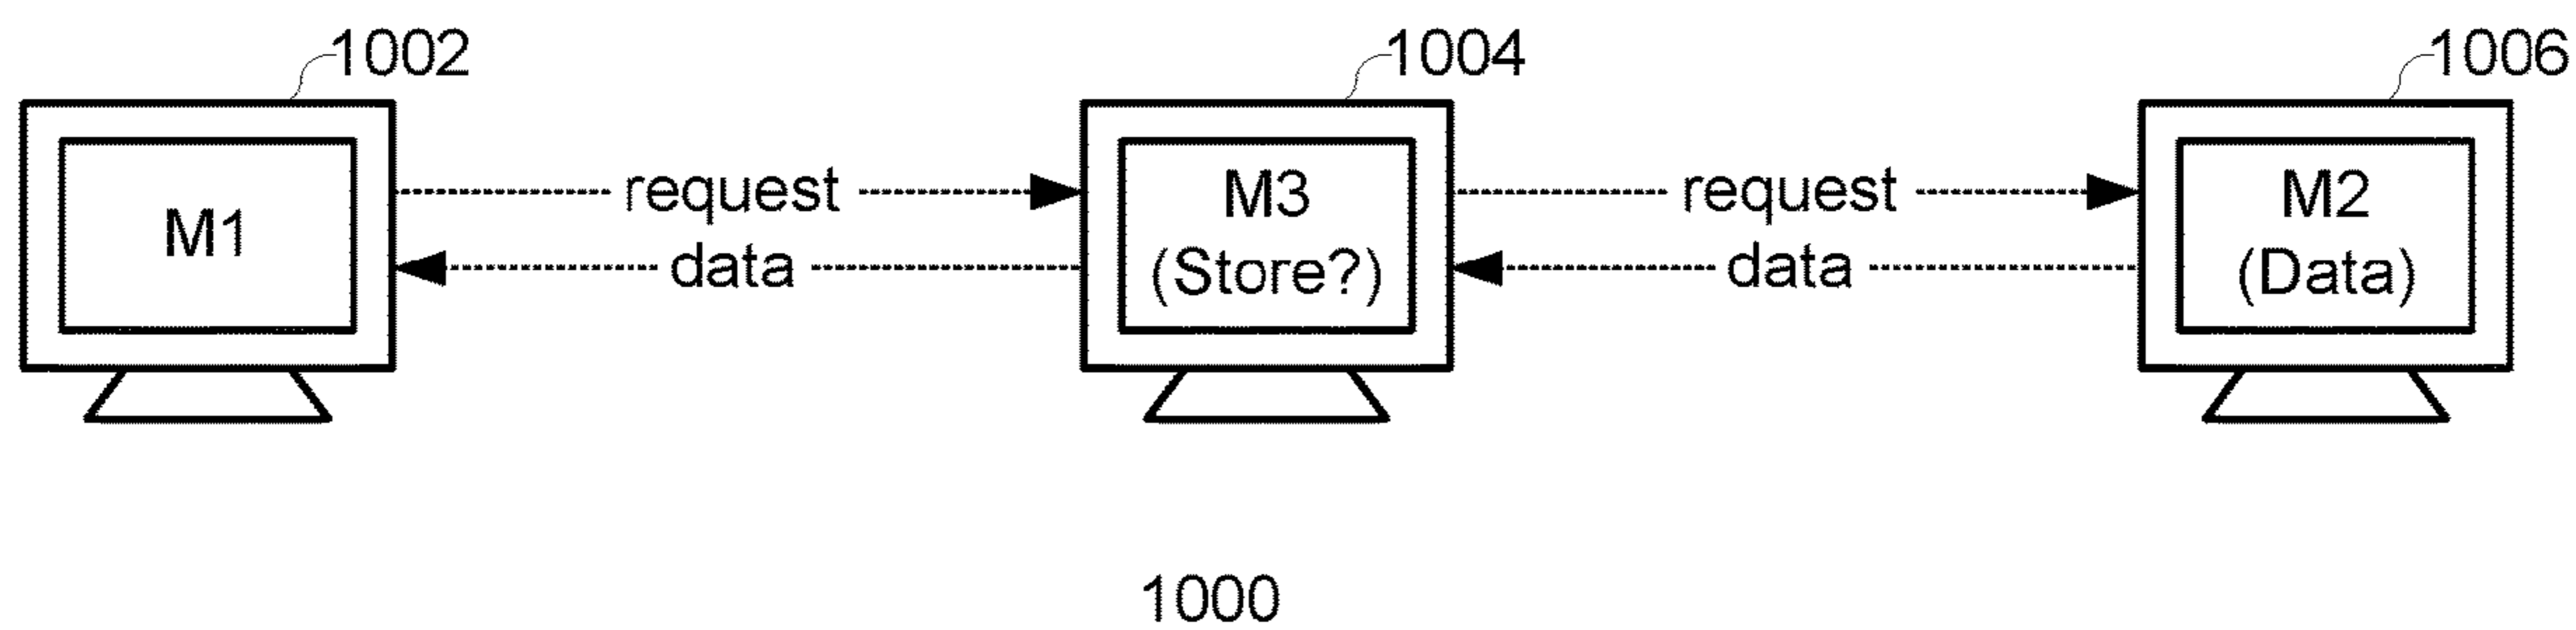 1002
1004
1006
M1
request
data
M3
(Store?)
request
data
M2
(Data)
1000